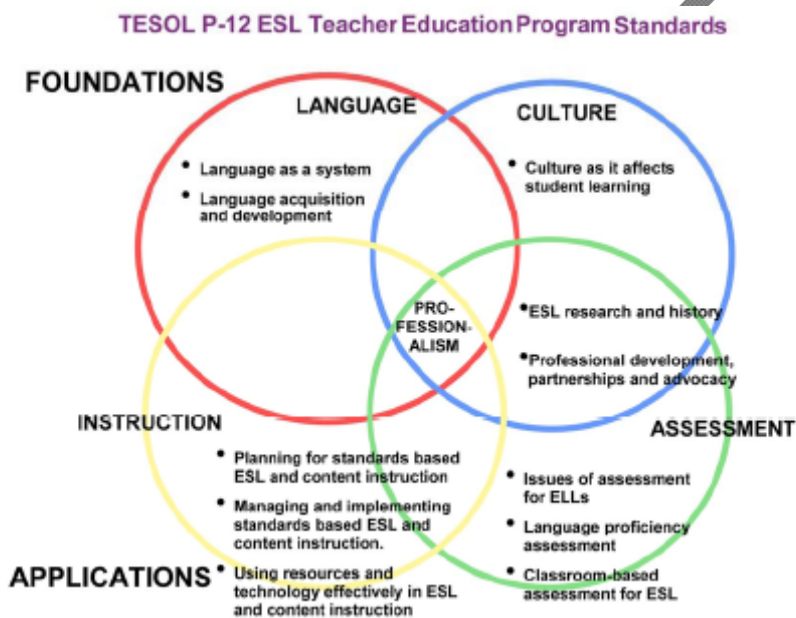 TESOL P-12 ESL Teacher Education Program Standards
FOUNDATIONS
LANGUAGE
CULTURE
• Language as a system
• Language acquisition
and development
• Culture as it affects
student learning
PRO-
FESSION-
ALISM
• ESL research and history
• Professional development,
partnerships and advocacy
INSTRUCTION
ASSESSMENT
• Planning for standards based
ESL and content instruction
• Managing and implementing
standards based ESL and
content instruction.
• Using resources and
technology effectively in ESL
and content instruction
• Issues of assessment
for ELLs
• Language proficiency
assessment
• Classroom-based
assessment for ESL
APPLICATIONS